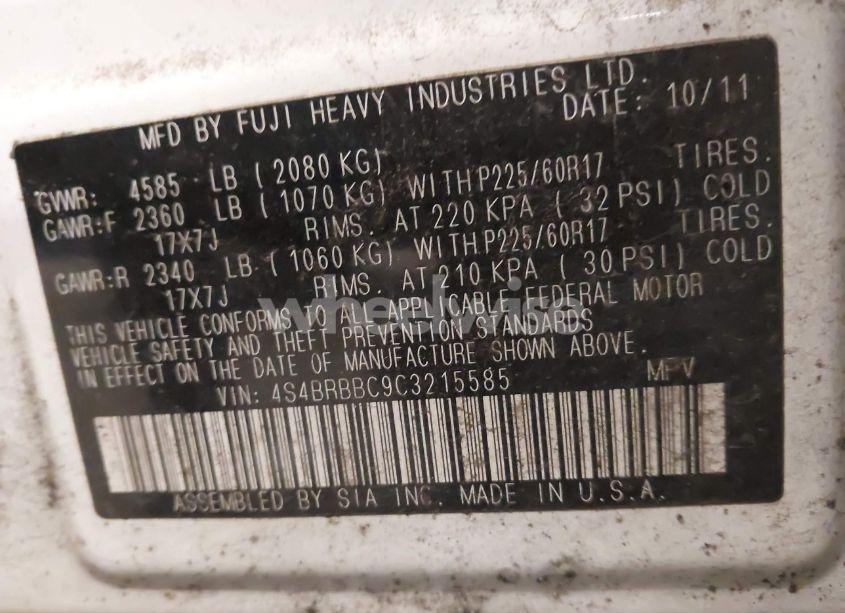 MFD BY FUJI HEAVY INDUSTRIES LTD.
DATE: 10/11
GVWR: 4585 LB ( 2080 KG)
GAWR:F 2360 LB ( 1070 KG) WITH P225/60R17 TIRES.
17X7J RIMS. AT 220 KPA ( 32 PSI) COLD
GAWR:R 2340 LB ( 1060 KG) WITH P225/60R17 TIRES.
17X7J RIMS. AT 210 KPA ( 30 PSI) COLD
THIS VEHICLE CONFORMS TO ALL APPLICABLE FEDERAL MOTOR
VEHICLE SAFETY AND THEFT PREVENTION STANDARDS
IN EFFECT ON THE DATE OF MANUFACTURE SHOWN ABOVE.
VIN: 4S4BRBBC9C3215585 MPV
ASSEMBLED BY SIA INC. MADE IN U.S.A.
wheelwise